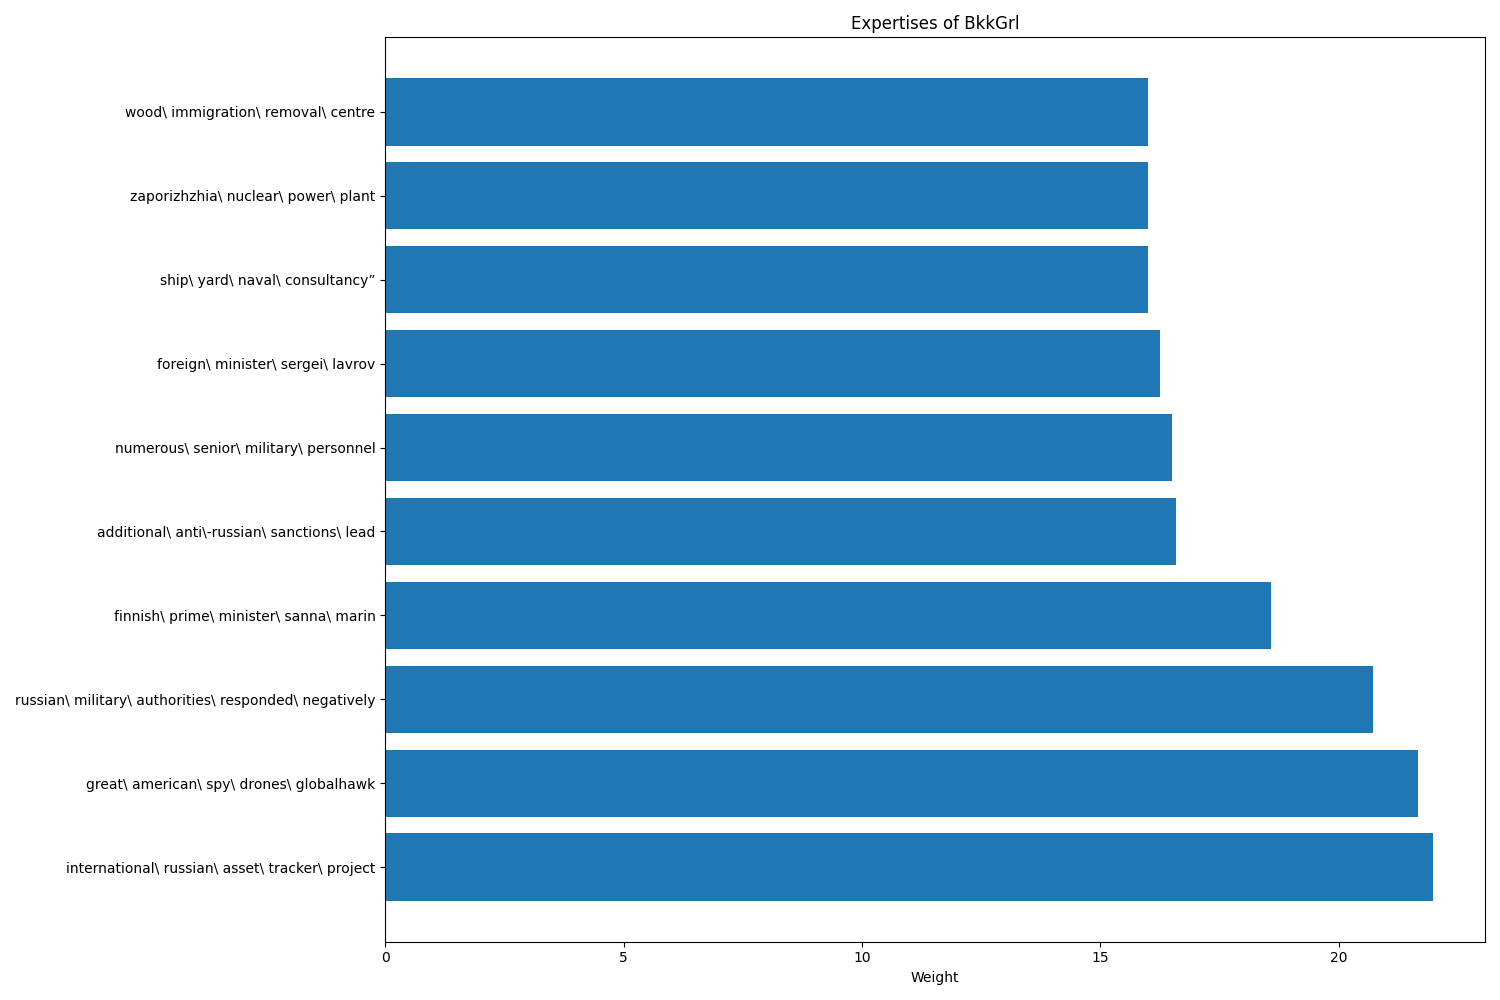 Expertises of BkkGrl
wood\ immigration\ removal\ centre
zaporizhzhia\ nuclear\ power\ plant
ship\ yard\ naval\ consultancy”
foreign\ minister\ sergei\ lavrov
numerous\ senior\ military\ personnel
additional\ anti\-russian\ sanctions\ lead
finnish\ prime\ minister\ sanna\ marin
russian\ military\ authorities\ responded\ negatively
great\ american\ spy\ drones\ globalhawk
international\ russian\ asset\ tracker\ project
0 5 10 15 20
Weight